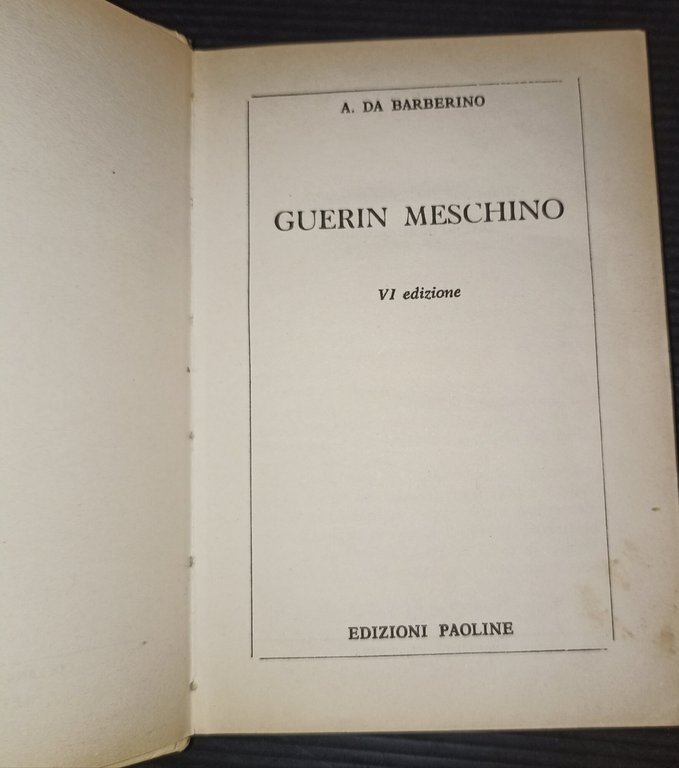 A. DA BARBERINO
GUERIN MESCHINO
VI edizione
EDIZIONI PAOLINE